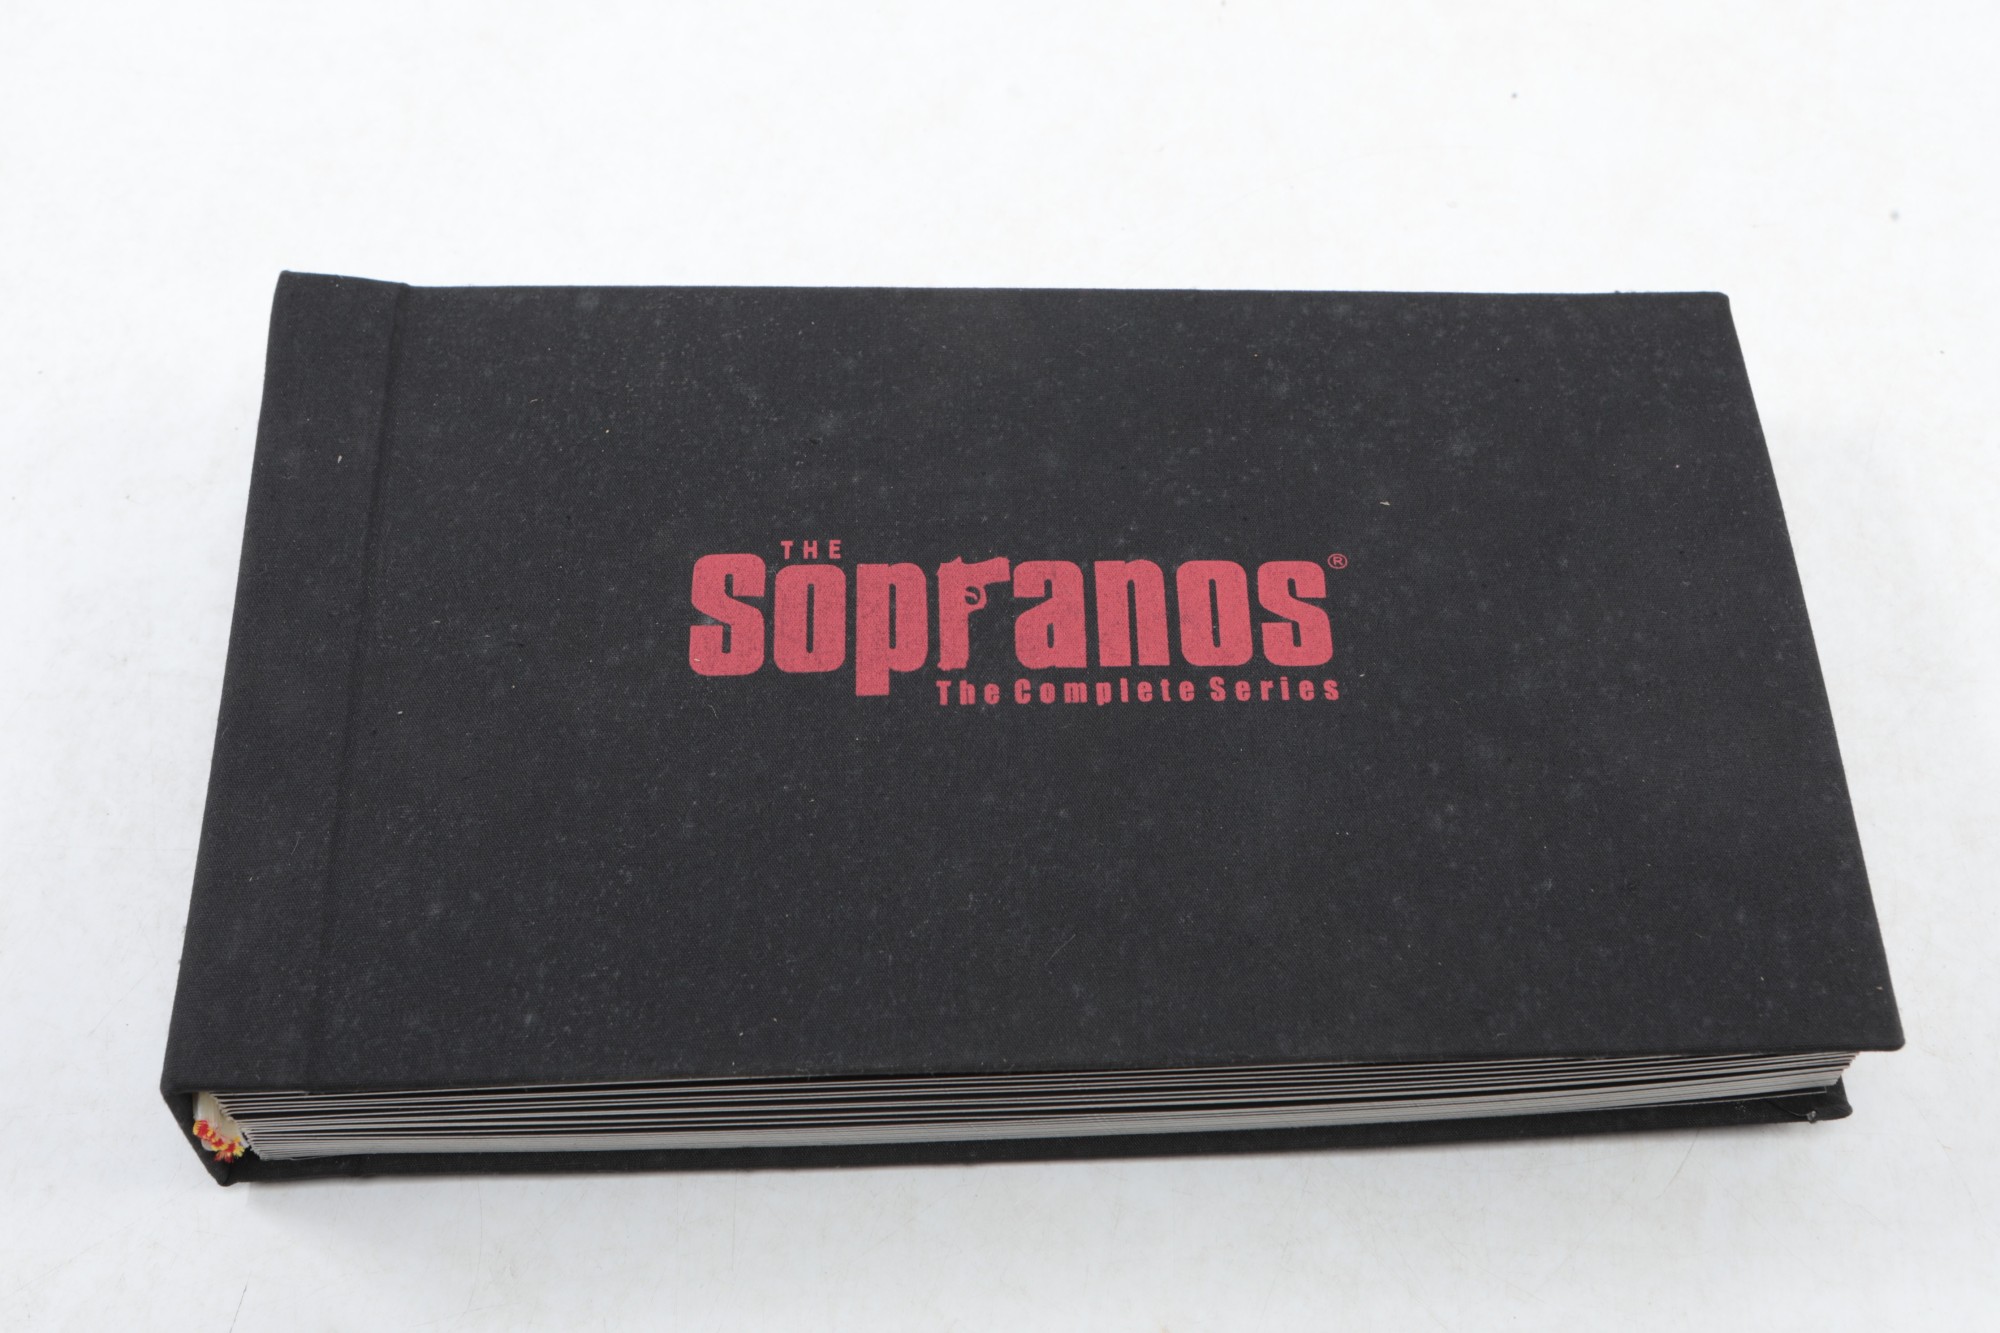 THE
Sopranos®
The Complete Series